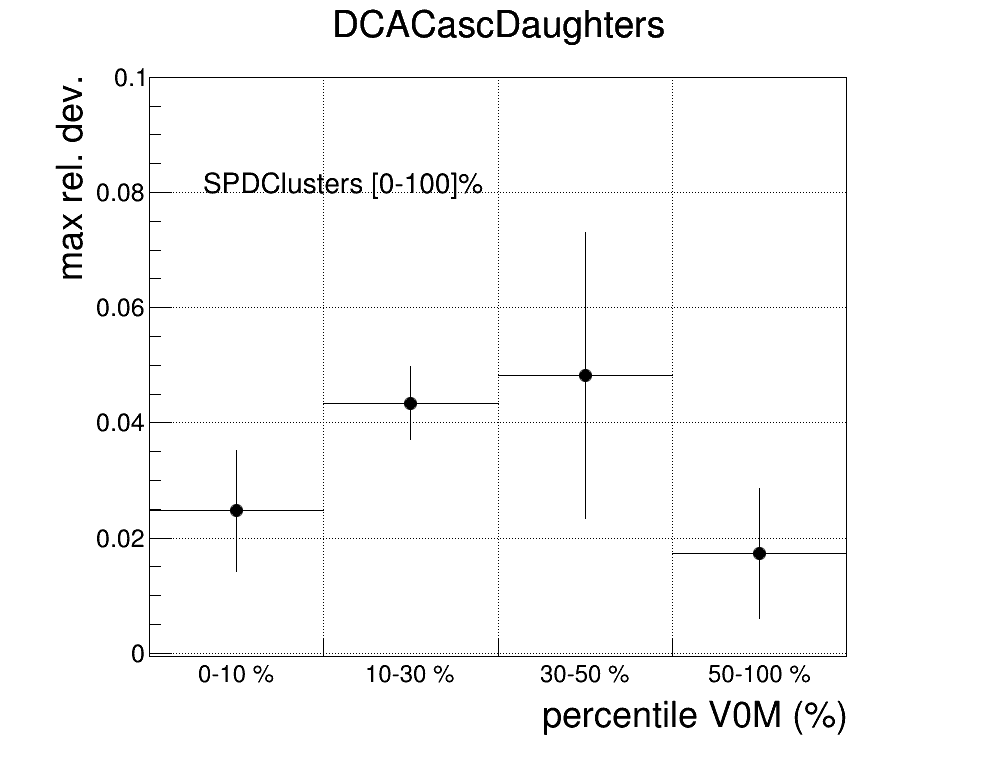 DCACascDaughters
max rel. dev.
0.1
0.08
0.06
0.04
0.02
0
SPDClusters [0-100]%
0-10 % 10-30 % 30-50 % 50-100 %
percentile V0M (%)